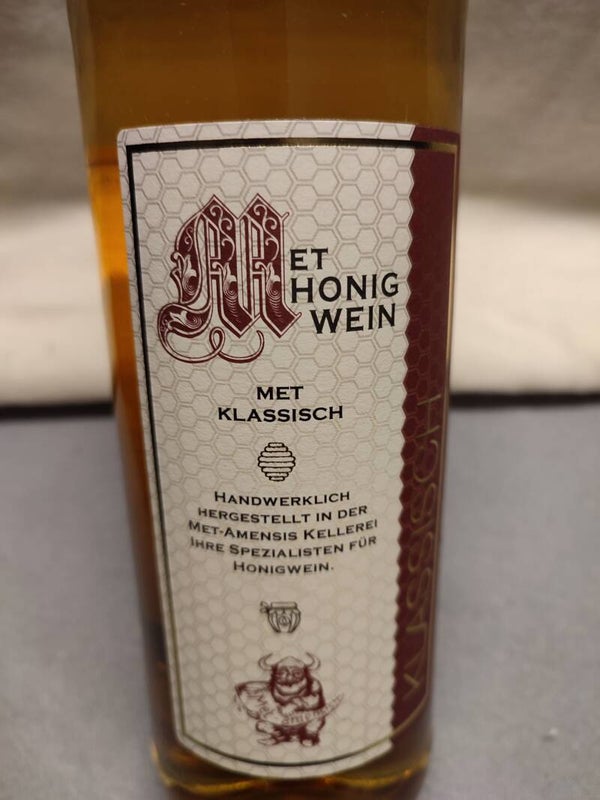 MET
HONIG
WEIN
MET
KLASSISCH
HANDWERKLICH
HERGESTELLT IN DER
MET-AMENSIS KELLEREI
IHRE SPEZIALISTEN FÜR
HONIGWEIN.
KLASSISCH